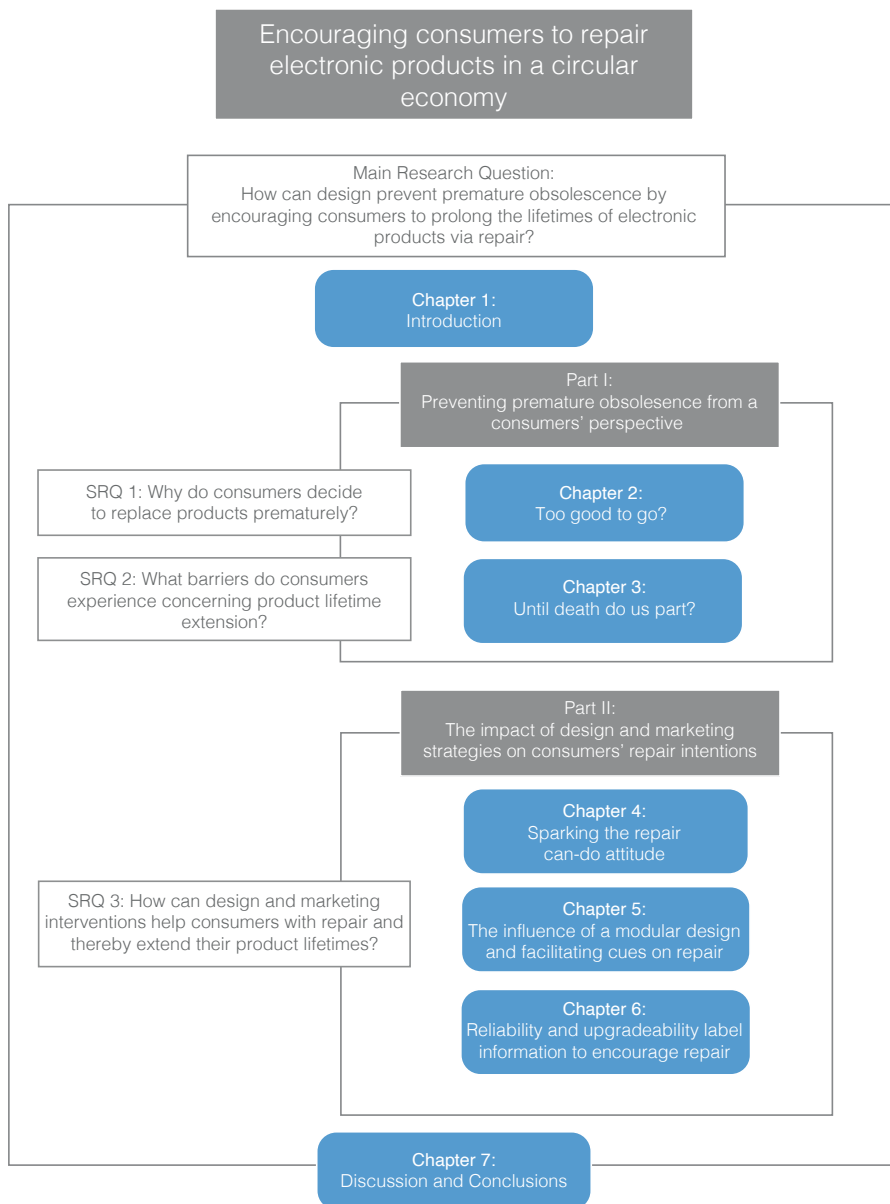 Encouraging consumers to repair
electronic products in a circular
economy
Main Research Question:
How can design prevent premature obsolescence by
encouraging consumers to prolong the lifetimes of electronic
products via repair?
Chapter 1:
Introduction
Part I:
Preventing premature obsolesence from a
consumers’ perspective
SRQ 1: Why do consumers decide
to replace products prematurely?
Chapter 2:
Too good to go?
SRQ 2: What barriers do consumers
experience concerning product lifetime
extension?
Chapter 3:
Until death do us part?
Part II:
The impact of design and marketing
strategies on consumers’ repair intentions
Chapter 4:
Sparking the repair
can-do attitude
SRQ 3: How can design and marketing
interventions help consumers with repair and
thereby extend their product lifetimes?
Chapter 5:
The influence of a modular design
and facilitating cues on repair
Chapter 6:
Reliability and upgradeability label
information to encourage repair
Chapter 7:
Discussion and Conclusions